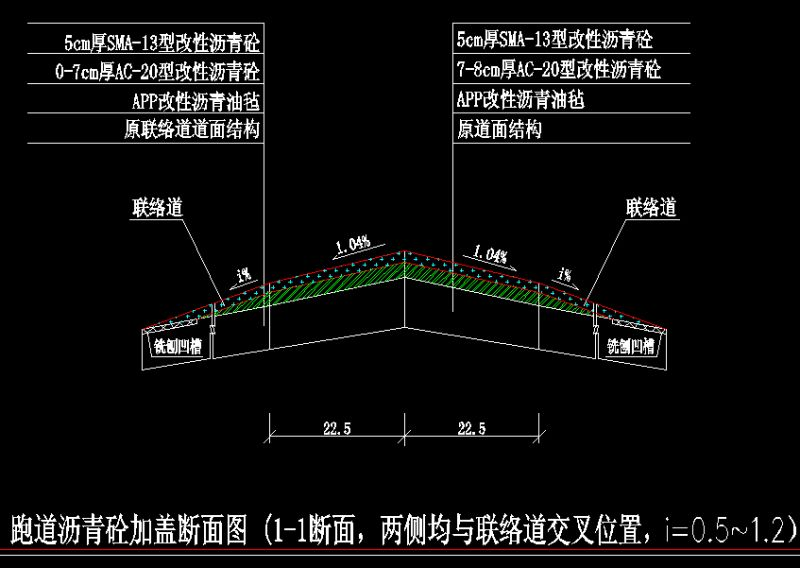 5cm厚SMA-13型改性沥青砼
0-7cm厚AC-20型改性沥青砼
APP改性沥青油毡
原联络道道面结构
5cm厚SMA-13型改性沥青砼
7-8cm厚AC-20型改性沥青砼
APP改性沥青油毡
原道面结构
联络道
联络道
i%
1.04%
1.04%
i%
铣刨凹槽
铣刨凹槽
22.5
22.5
跑道沥青砼加盖断面图 (1-1断面，两侧均与联络道交叉位置，i=0.5~1.2)